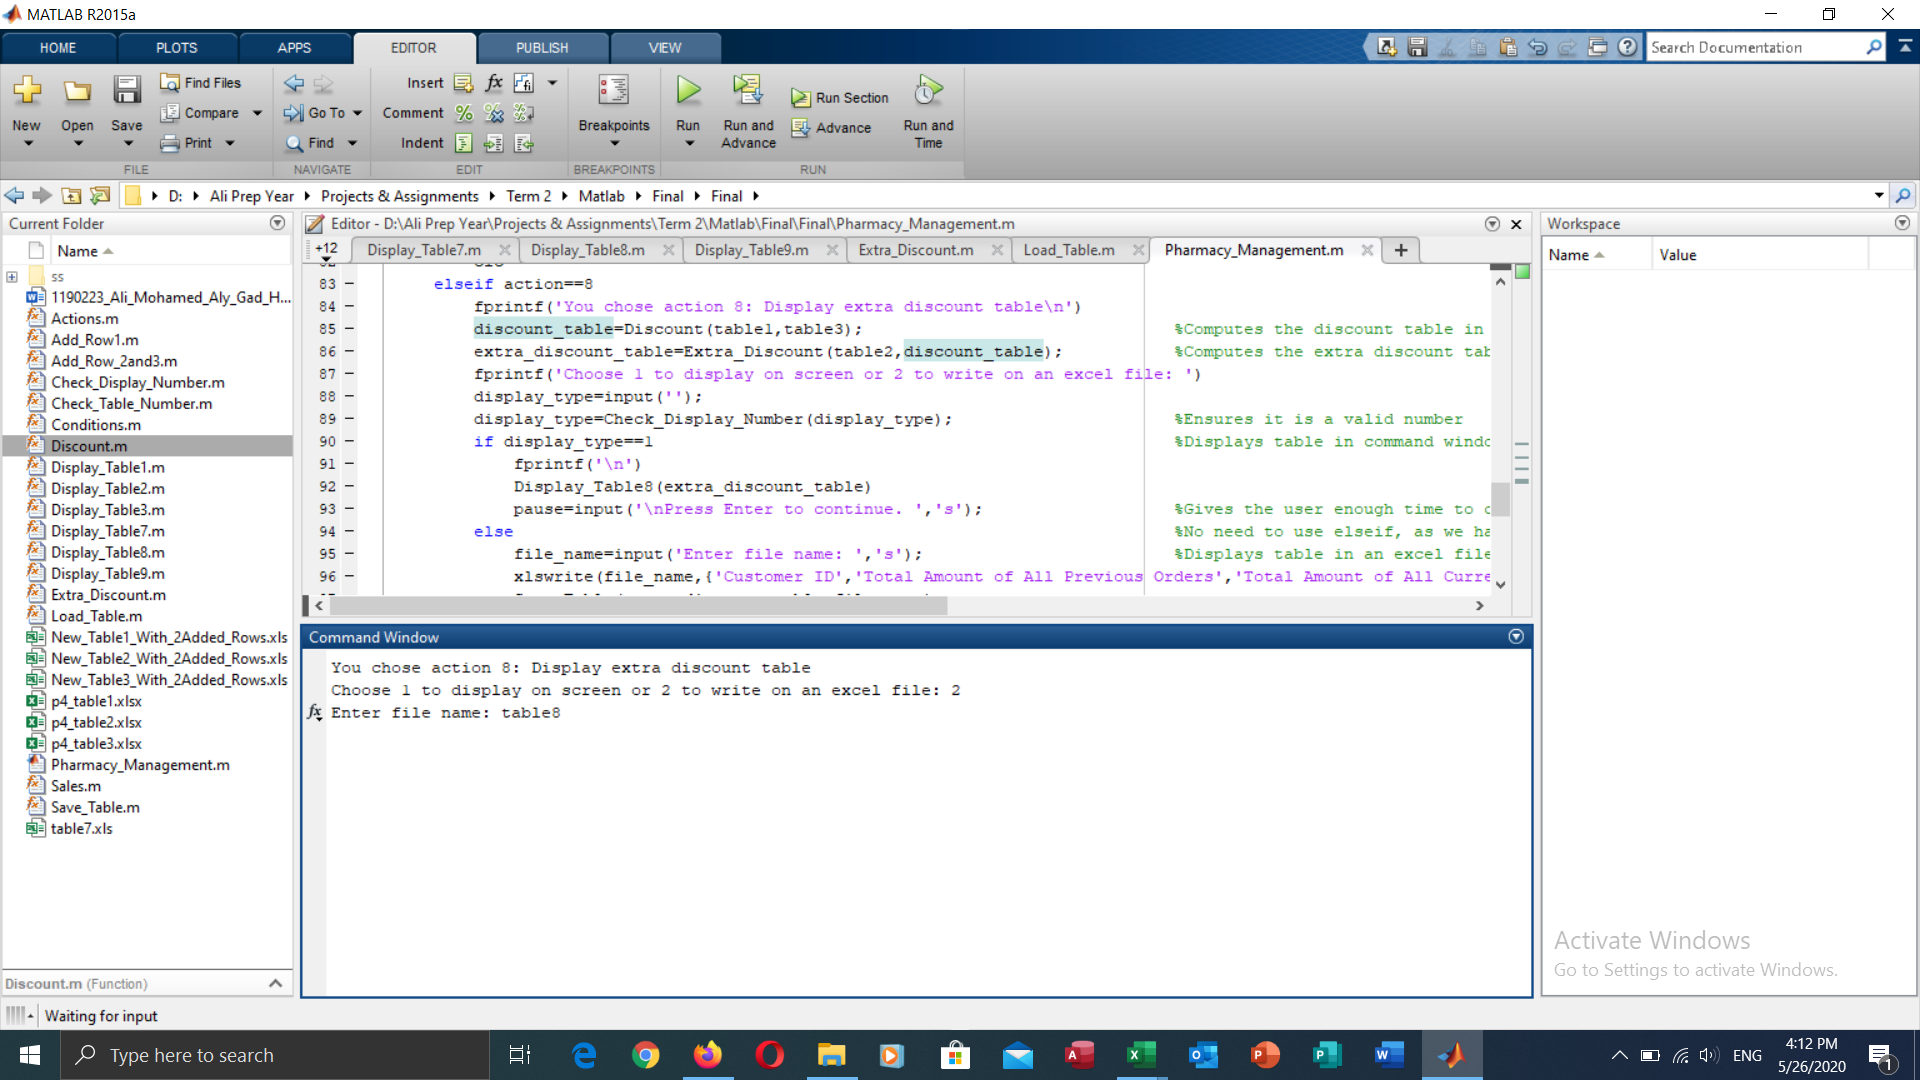 MATLAB R2015a
HOME PLOTS APPS EDITOR PUBLISH VIEW
Search Documentation
Find Files
Compare
Print
New Open Save
FILE
Go To
Find
NAVIGATE
Insert
Comment
Indent
EDIT
Breakpoints
BREAKPOINTS
Run
Run and Advance
Run Section
Advance
Run and Time
RUN
D: Ali Prep Year Projects & Assignments Term 2 Matlab Final Final
Current Folder
Name
ss
1190223_Ali_Mohamed_Aly_Gad_H...
Actions.m
Add_Row1.m
Add_Row_2and3.m
Check_Display_Number.m
Check_Table_Number.m
Conditions.m
Discount.m
Display_Table1.m
Display_Table2.m
Display_Table3.m
Display_Table7.m
Display_Table8.m
Display_Table9.m
Extra_Discount.m
Load_Table.m
New_Table1_With_2Added_Rows.xls
New_Table2_With_2Added_Rows.xls
New_Table3_With_2Added_Rows.xls
p4_table1.xlsx
p4_table2.xlsx
p4_table3.xlsx
Pharmacy_Management.m
Sales.m
Save_Table.m
table7.xls
Discount.m (Function)
Editor - D:\Ali Prep Year\Projects & Assignments\Term 2\Matlab\Final\Final\Pharmacy_Management.m
+12 Display_Table7.m Display_Table8.m Display_Table9.m Extra_Discount.m Load_Table.m Pharmacy_Management.m
83 elseif action==8
84 fprintf('You chose action 8: Display extra discount table\n')
85 discount_table=Discount(table1,table3); %Computes the discount table in
86 extra_discount_table=Extra_Discount(table2,discount_table); %Computes the extra discount tab
87 fprintf('Choose 1 to display on screen or 2 to write on an excel file: ')
88 display_type=input('');
89 display_type=Check_Display_Number(display_type); %Ensures it is a valid number
90 if display_type==1 %Displays table in command windo
91 fprintf('\n')
92 Display_Table8(extra_discount_table)
93 pause=input('\nPress Enter to continue. ','s'); %Gives the user enough time to c
94 else %No need to use elseif, as we ha
95 file_name=input('Enter file name: ','s'); %Displays table in an excel file
96 xlswrite(file_name,{'Customer ID','Total Amount of All Previous Orders','Total Amount of All Curre
Command Window
You chose action 8: Display extra discount table
Choose 1 to display on screen or 2 to write on an excel file: 2
fx Enter file name: table8
Workspace
Name Value
Activate Windows
Go to Settings to activate Windows.
Waiting for input
Type here to search
ENG
4:12 PM
5/26/2020
1